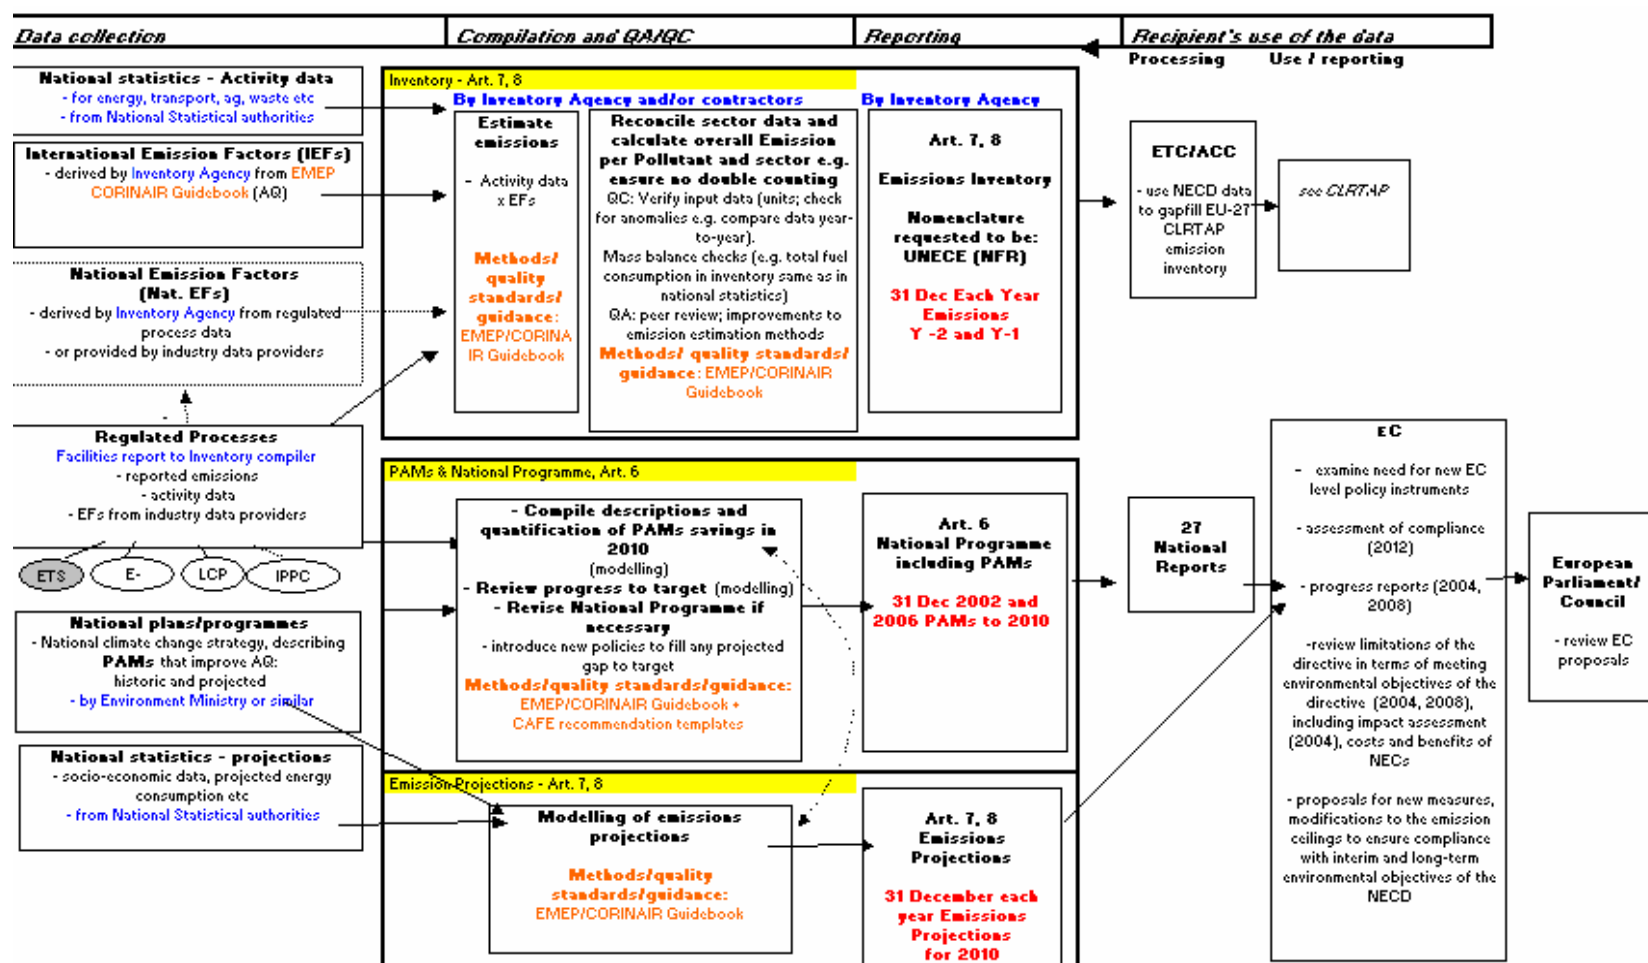 Data collection
Compilation and QA/QC
Reporting
Recipient's use of the data
Processing
Use / reporting
National statistics - Activity data
- for energy, transport, ag, waste etc
- from National Statistical authorities
International Emission Factors (IEFs)
- derived by Inventory Agency from EMEP
CORINAIR Guidebook (AQ)
National Emission Factors
(Nat. EFs)
- derived by Inventory Agency from regulated
process data
- or provided by industry data providers
-
Regulated Processes
Facilities report to Inventory compiler
- reported emissions
- activity data
- EFs from industry data providers
ETS
E-
LCP
IPPC
National plans/programmes
- National climate change strategy, describing
PAMs that improve AQ:
historic and projected
- by Environment Ministry or similar
National statistics - projections
- socio-economic data, projected energy
consumption etc
- from National Statistical authorities
Inventory - Art. 7, 8
By Inventory Agency and/or contractors
By Inventory Agency
Estimate
emissions
- Activity data
x EFs
Methods/
quality
standards/
guidance:
EMEP/CORINA
IR Guidebook
Reconcile sector data and
calculate overall Emission
per Pollutant and sector e.g.
ensure no double counting
QC: Verify input data (units; check
for anomalies e.g. compare data year-
to-year).
Mass balance checks (e.g. total fuel
consumption in inventory same as in
national statistics)
QA: peer review; improvements to
emission estimation methods
Methods/ quality standards/
guidance: EMEP/CORINAIR
Guidebook
Art. 7, 8
Emissions Inventory
Nomenclature
requested to be:
UNECE (NFR)
31 Dec Each Year
Emissions
Y -2 and Y-1
ETC/ACC
- use NECD data
to gapfill EU-27
CLRTAP
emission
inventory
see CLRTAP
PAMs & National Programme, Art. 6
- Compile descriptions and
quantification of PAMs savings in
2010
(modelling)
- Review progress to target (modelling)
- Revise National Programme if
necessary
- introduce new policies to fill any projected
gap to target
Methods/quality standards/guidance:
EMEP/CORINAIR Guidebook +
CAFE recommendation templates
Art. 6
National Programme
including PAMs
31 Dec 2002 and
2006 PAMs to 2010
27
National
Reports
Emission Projections - Art. 7, 8
Modelling of emissions
projections
Methods/quality
standards/guidance:
EMEP/CORINAIR Guidebook
Art. 7, 8
Emissions
Projections
31 December each
year Emissions
Projections
for 2010
EC
- examine need for new EC
level policy instruments
- assessment of compliance
(2012)
- progress reports (2004,
2008)
-review limitations of the
directive in terms of meeting
environmental objectives of the
directive (2004, 2008),
including impact assessment
(2004), costs and benefits of
NECs
- proposals for new measures,
modifications to the emission
ceilings to ensure compliance
with interim and long-term
environmental objectives of the
NECD
European
Parliament/
Council
- review EC
proposals